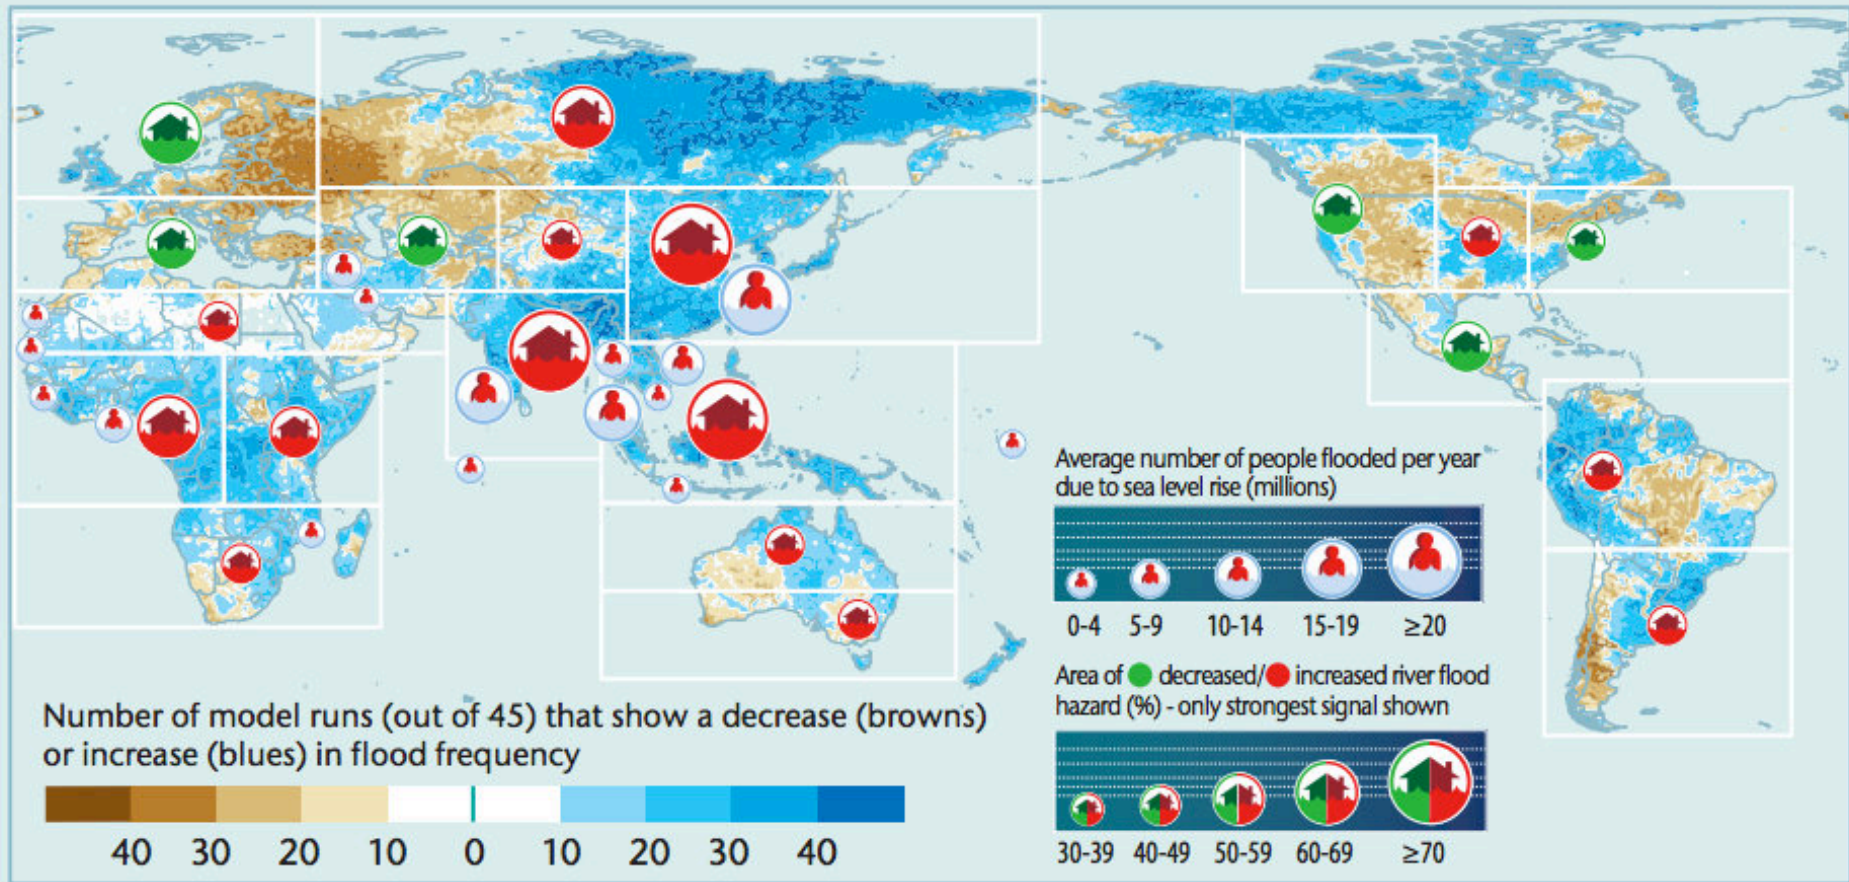 Average number of people flooded per year
due to sea level rise (millions)
0-4 5-9 10-14 15-19 ≥20
Area of decreased/ increased river flood
hazard (%) - only strongest signal shown
30-39 40-49 50-59 60-69 ≥70
Number of model runs (out of 45) that show a decrease (browns)
or increase (blues) in flood frequency
40 30 20 10 0 10 20 30 40